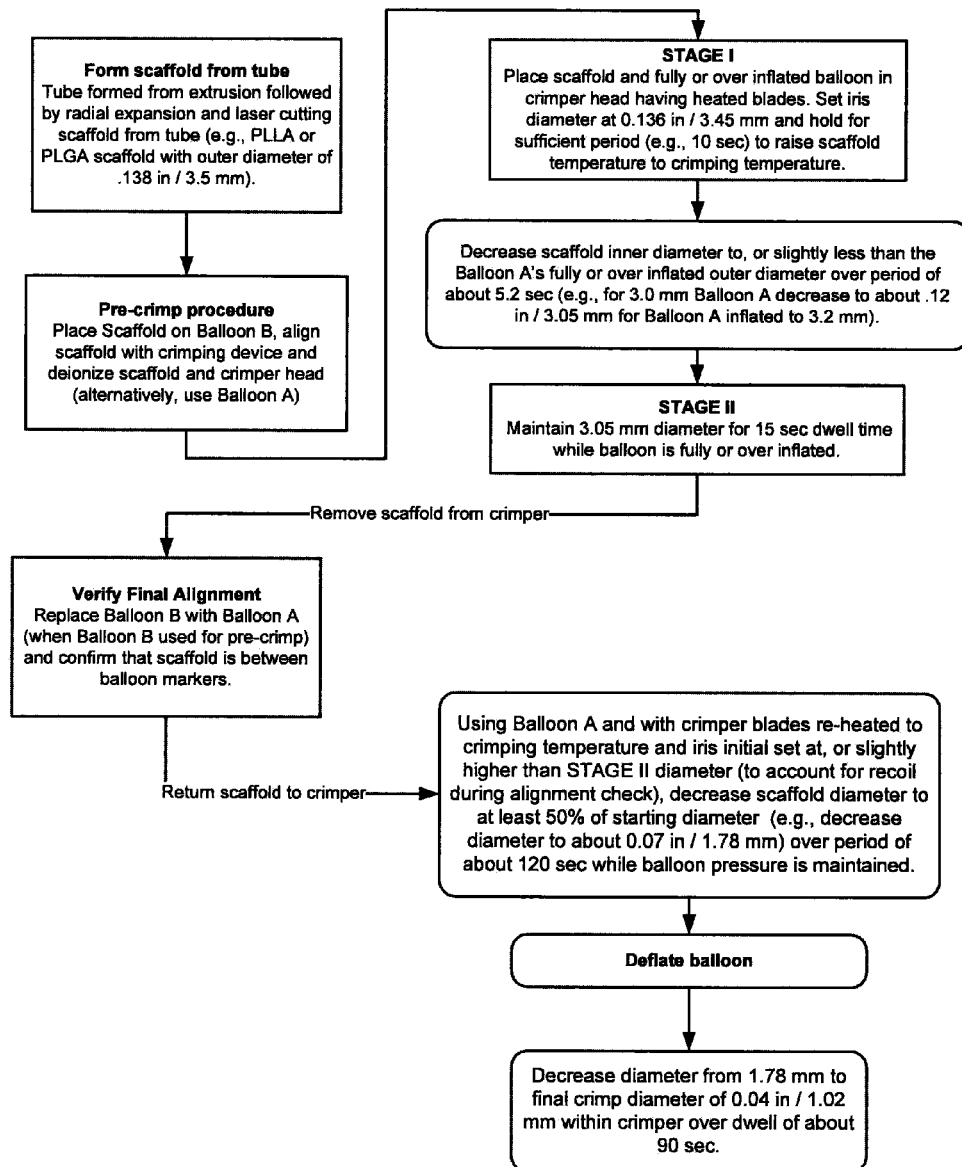 Form scaffold from tube
Tube formed from extrusion followed
by radial expansion and laser cutting
scaffold from tube (e.g., PLLA or
PLGA scaffold with outer diameter of
.138 in / 3.5 mm).
Pre-crimp procedure
Place Scaffold on Balloon B, align
scaffold with crimping device and
deionize scaffold and crimper head
(alternatively, use Balloon A)
STAGE I
Place scaffold and fully or over inflated balloon in
crimper head having heated blades. Set iris
diameter at 0.136 in / 3.45 mm and hold for
sufficient period (e.g., 10 sec) to raise scaffold
temperature to crimping temperature.
Decrease scaffold inner diameter to, or slightly less than the
Balloon A's fully or over inflated outer diameter over period of
about 5.2 sec (e.g., for 3.0 mm Balloon A decrease to about .12
in / 3.05 mm for Balloon A inflated to 3.2 mm).
STAGE II
Maintain 3.05 mm diameter for 15 sec dwell time
while balloon is fully or over inflated.
Remove scaffold from crimper
Verify Final Alignment
Replace Balloon B with Balloon A
(when Balloon B used for pre-crimp)
and confirm that scaffold is between
balloon markers.
Return scaffold to crimper
Using Balloon A and with crimper blades re-heated to
crimping temperature and iris initial set at, or slightly
higher than STAGE II diameter (to account for recoil
during alignment check), decrease scaffold diameter to
at least 50% of starting diameter (e.g., decrease
diameter to about 0.07 in / 1.78 mm) over period of
about 120 sec while balloon pressure is maintained.
Deflate balloon
Decrease diameter from 1.78 mm to
final crimp diameter of 0.04 in / 1.02
mm within crimper over dwell of about
90 sec.